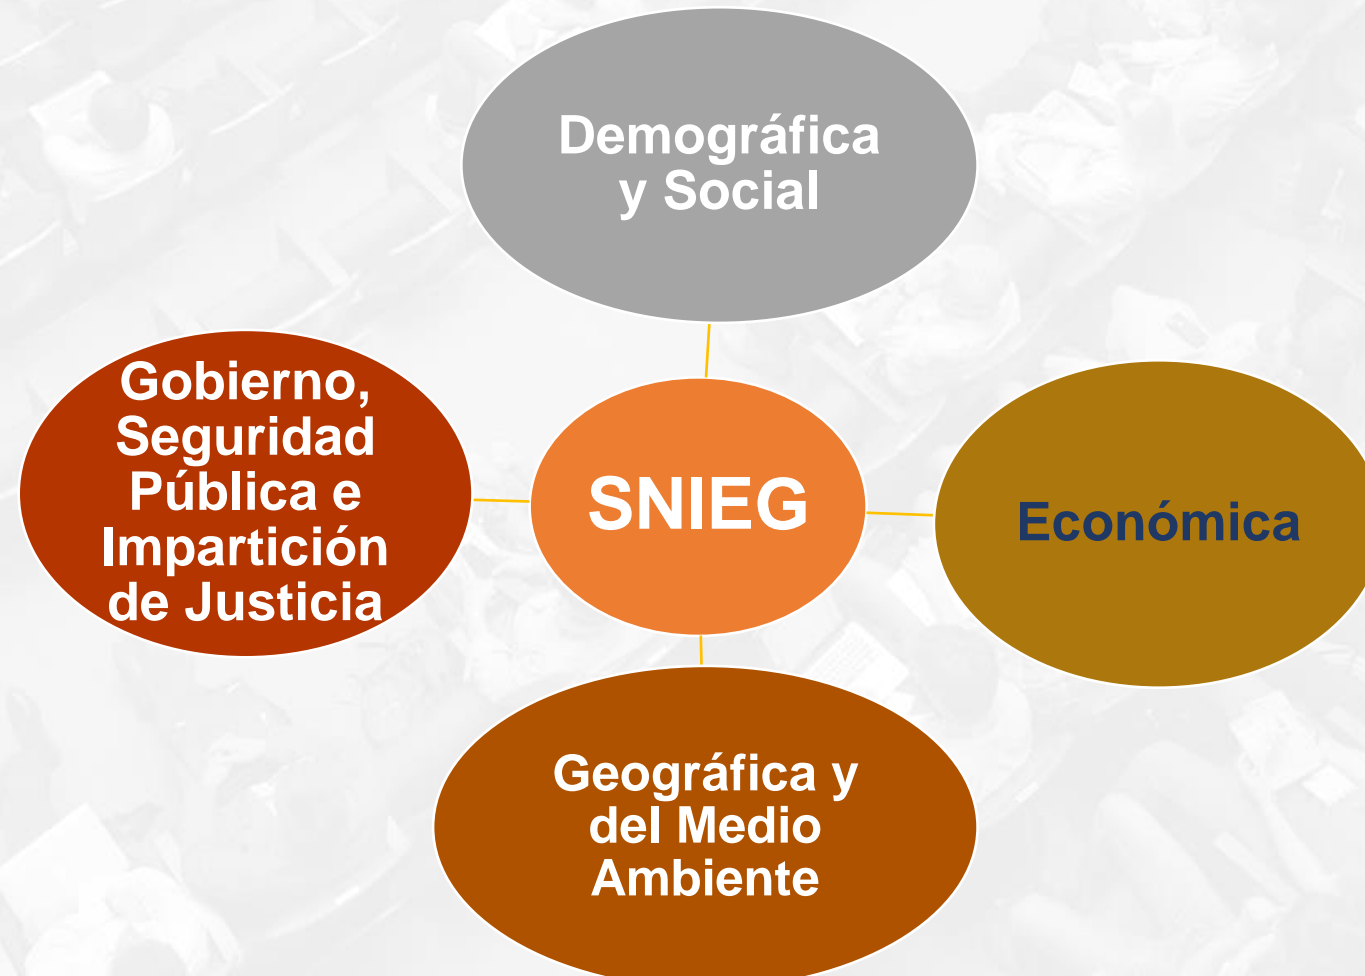 Demográfica
y Social
Gobierno,
Seguridad
Pública e
Impartición
de Justicia
SNIEG
Económica
Geográfica y
del Medio
Ambiente